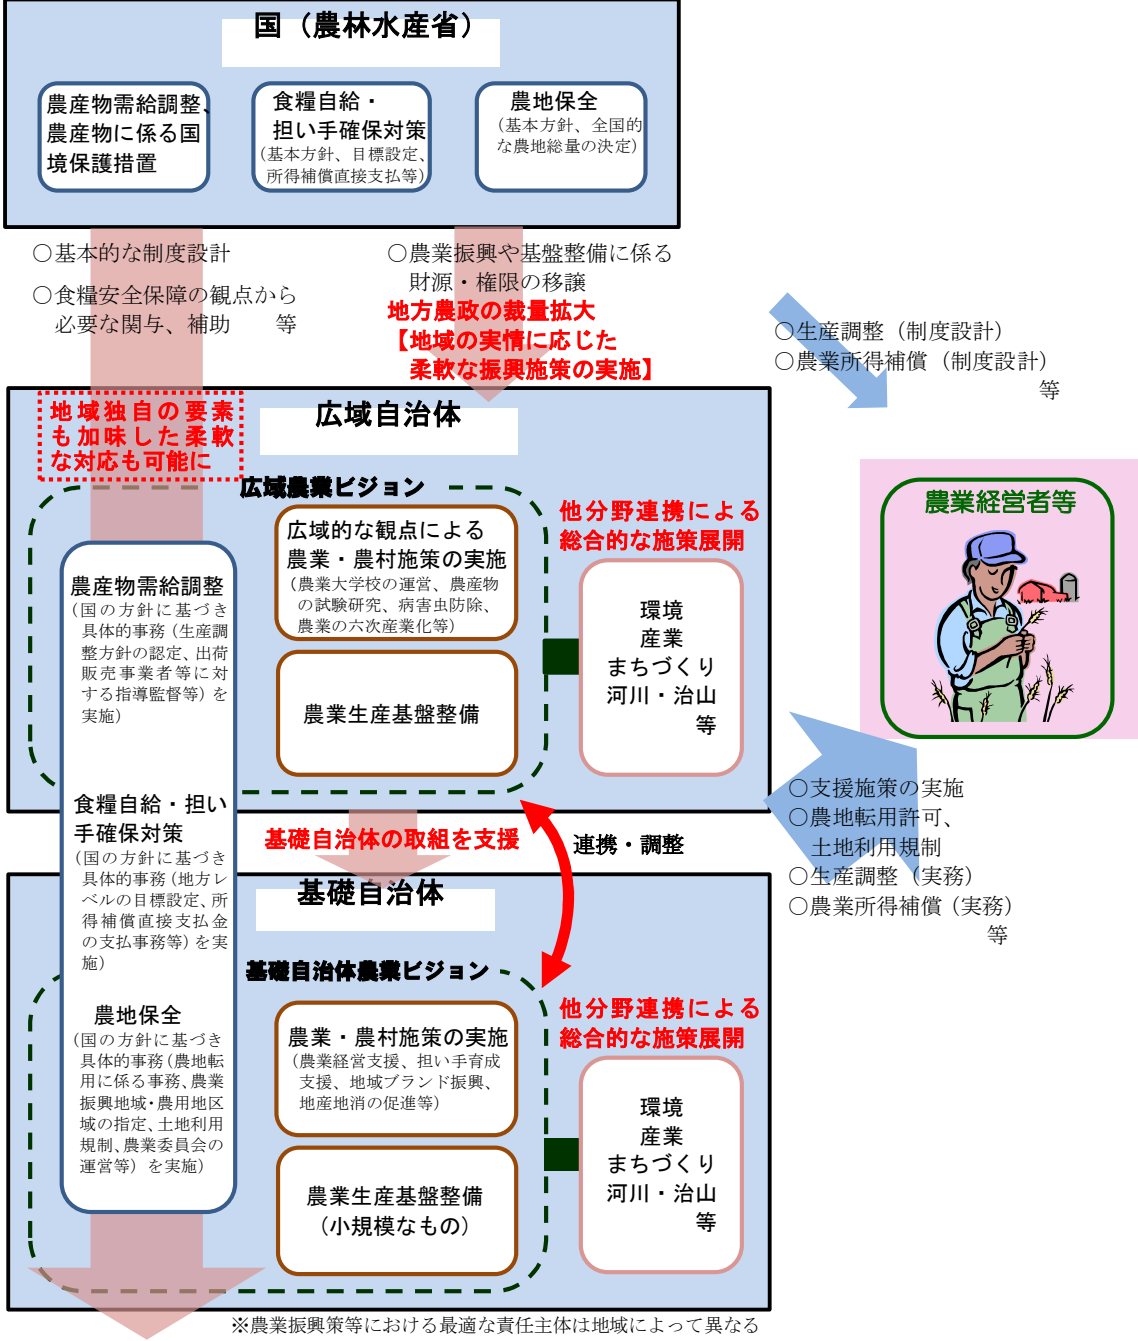 国（農林水産省）
農産物需給調整、
農産物に係る国
境保護措置
食糧自給・
担い手確保対策
（基本方針、目標設定、
所得補償直接支払等）
農地保全
（基本方針、全国的
な農地総量の決定）
○基本的な制度設計
○食糧安全保障の観点から
必要な関与、補助　　等
○農業振興や基盤整備に係る
財源・権限の移譲
地方農政の裁量拡大
【地域の実情に応じた
柔軟な振興施策の実施】
○生産調整（制度設計）
○農業所得補償（制度設計）
等
広域自治体
地域独自の要素
も加味した柔軟
な対応も可能に
広域農業ビジョン
広域的な観点による
農業・農村施策の実施
（農業大学校の運営、農産物
の試験研究、病害虫防除、
農業の六次産業化等）
農業生産基盤整備
他分野連携による
総合的な施策展開
環境
産業
まちづくり
河川・治山
等
農業経営者等
農産物需給調整
（国の方針に基づき
具体的事務（生産調
整方針の認定、出荷
販売事業者等に対
する指導監督等）を
実施）
食糧自給・担い
手確保対策
（国の方針に基づき
具体的事務（地方レ
ベルの目標設定、所
得補償直接支払金
の支払事務等）を実
施）
農地保全
（国の方針に基づき
具体的事務（農地転
用に係る事務、農業
振興地域・農用地区
域の指定、土地利用
規制、農業委員会の
運営等）を実施）
基礎自治体の取組を支援
連携・調整
○支援施策の実施
○農地転用許可、
土地利用規制
○生産調整（実務）
○農業所得補償（実務）
等
基礎自治体
基礎自治体農業ビジョン
農業・農村施策の実施
（農業経営支援、担い手育成
支援、地域ブランド振興、
地産地消の促進等）
農業生産基盤整備
（小規模なもの）
他分野連携による
総合的な施策展開
環境
産業
まちづくり
河川・治山
等
※農業振興策等における最適な責任主体は地域によって異なる